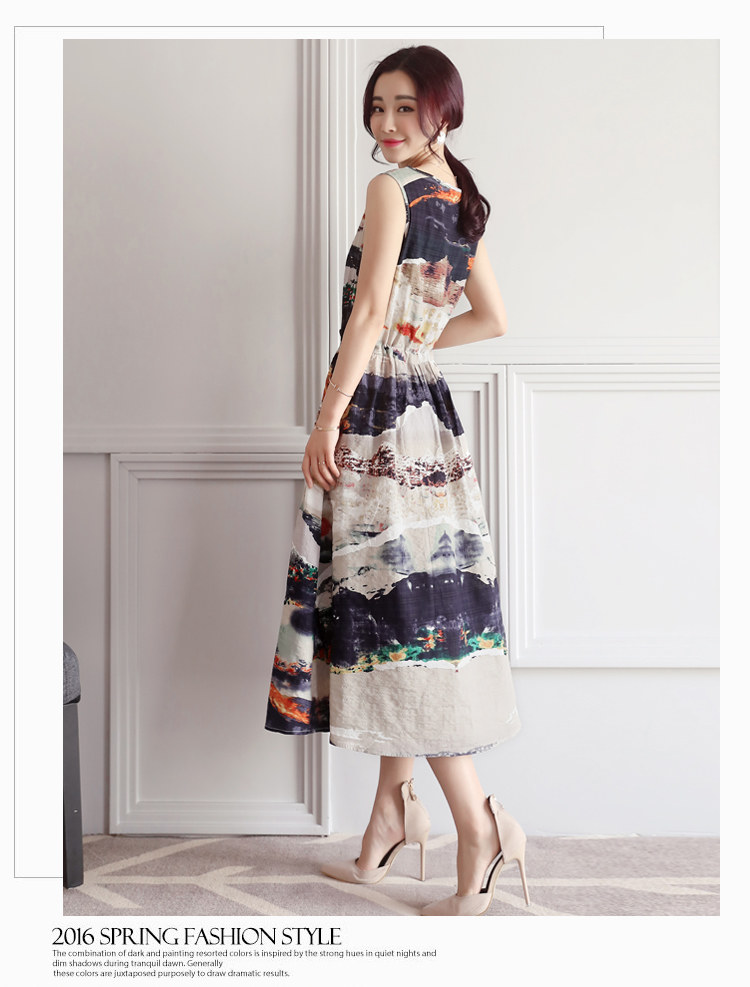 2016 SPRING FASHION STYLE
The combination of dark and painting resorted colors is inspired by the strong hues in quiet nights and
dim shadows during tranquil dawn. Generally
these colors are juxtaposed purposely to draw dramatic results.